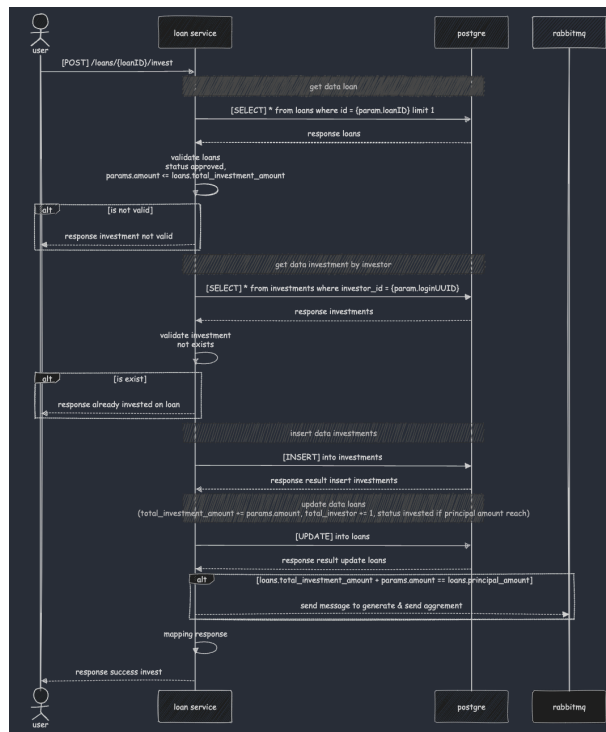 loan service
postgre
rabbitmq
user
[POST] /loans/{loanID}/invest
get data loan
[SELECT] * from loans where id = {param.loanID} limit 1
response loans
validate loans
status approved,
params.amount <= loans.total_investment_amount
alt
[is not valid]
response investment not valid
get data investment by investor
[SELECT] * from investments where investor_id = {param.loginUUID}
response investments
validate investment
not exists
alt
[is exist]
response already invested on loan
insert data investments
[INSERT] into investments
response result insert investments
update data loans
(total_investment_amount += params.amount, total_investor += 1, status invested if principal amount reach)
[UPDATE] into loans
response result update loans
alt
[loans.total_investment_amount + params.amount == loans.principal_amount]
send message to generate & send aggrement
mapping response
response success invest
loan service
postgre
rabbitmq
user